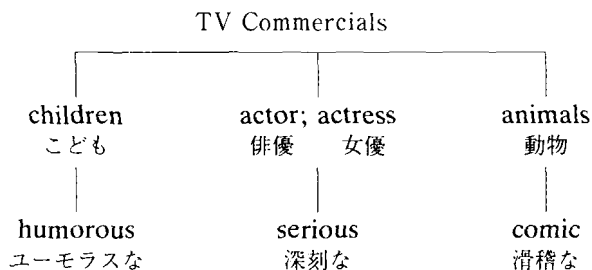 TV Commercials
children actor; actress animals
こども 俳優 女優 動物
humorous serious comic
ユーモラスな 深刻な 滑稽な